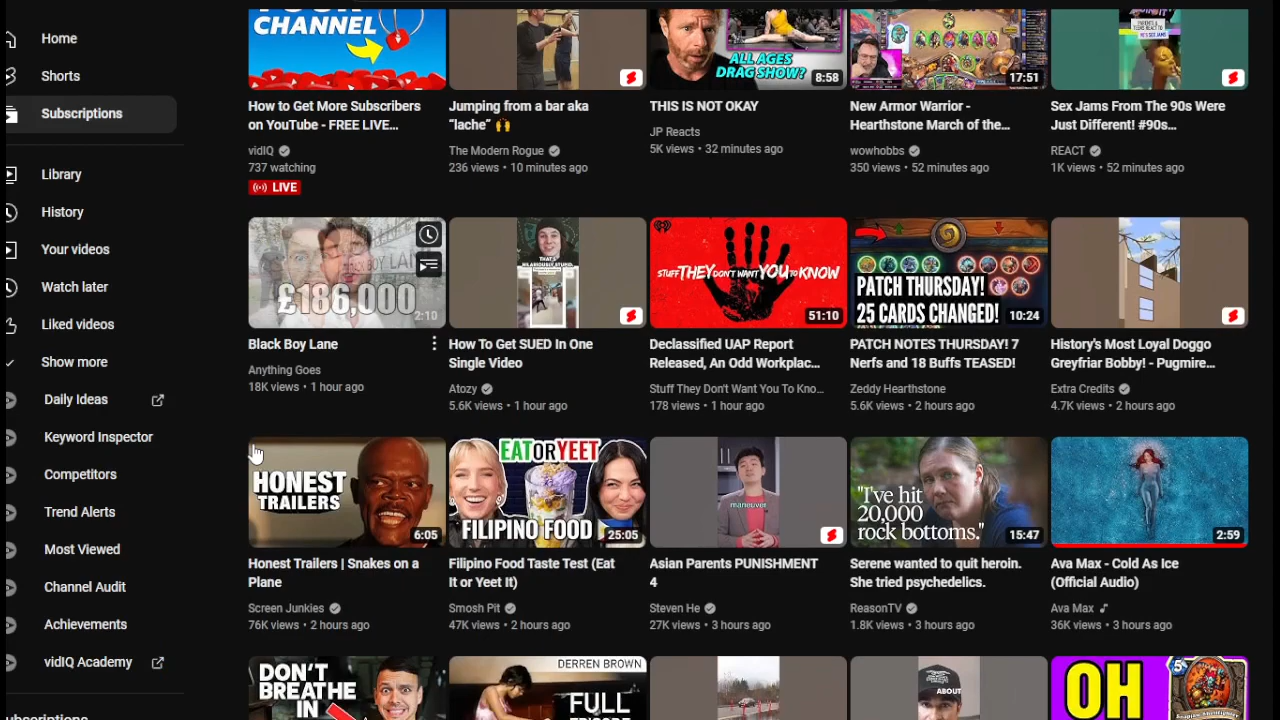 Home
Shorts
Subscriptions
Library
History
Your videos
Watch later
Liked videos
Show more
Daily Ideas
Keyword Inspector
Competitors
Trend Alerts
Most Viewed
Channel Audit
Achievements
vidIQ Academy
CHANNEL
ALL AGES
DRAG SHOW?
8:58
17:51
How to Get More Subscribers
on YouTube - FREE LIVE...
vidIQ
737 watching
LIVE
Jumping from a bar aka
“lache” 🙌
The Modern Rogue
236 views • 10 minutes ago
THIS IS NOT OKAY
JP Reacts
5K views • 32 minutes ago
New Armor Warrior -
Hearthstone March of the...
wowhobbs
350 views • 52 minutes ago
Sex Jams From The 90s Were
Just Different! #90s...
REACT
1K views • 52 minutes ago
£186,000
2:10
Black Boy Lane
Anything Goes
18K views • 1 hour ago
THAT'S
HILARIOUSLY STUPID.
How To Get SUED In One
Single Video
Atozy
5.6K views • 1 hour ago
STUFF THEY DON'T WANT YOU TO KNOW
51:10
Declassified UAP Report
Released, An Odd Workplac...
Stuff They Don't Want You To Kno...
178 views • 1 hour ago
PATCH THURSDAY!
25 CARDS CHANGED!
10:24
PATCH NOTES THURSDAY! 7
Nerfs and 18 Buffs TEASED!
Zeddy Hearthstone
5.6K views • 2 hours ago
History's Most Loyal Doggo
Greyfriar Bobby! - Pugmire...
Extra Credits
4.7K views • 2 hours ago
HONEST
TRAILERS
6:05
Honest Trailers | Snakes on a
Plane
Screen Junkies
76K views • 2 hours ago
EAT OR YEET
FILIPINO FOOD
25:05
Filipino Food Taste Test (Eat
It or Yeet It)
Smosh Pit
47K views • 2 hours ago
maneuver
Asian Parents PUNISHMENT
4
Steven He
27K views • 3 hours ago
"I've hit
20,000
rock bottoms."
15:47
Serene wanted to quit heroin.
She tried psychedelics.
ReasonTV
1.8K views • 3 hours ago
2:59
Ava Max - Cold As Ice
(Official Audio)
Ava Max
36K views • 3 hours ago
DON'T
BREATHE
IN
DERREN BROWN
FULL
ABOUT
OH
5